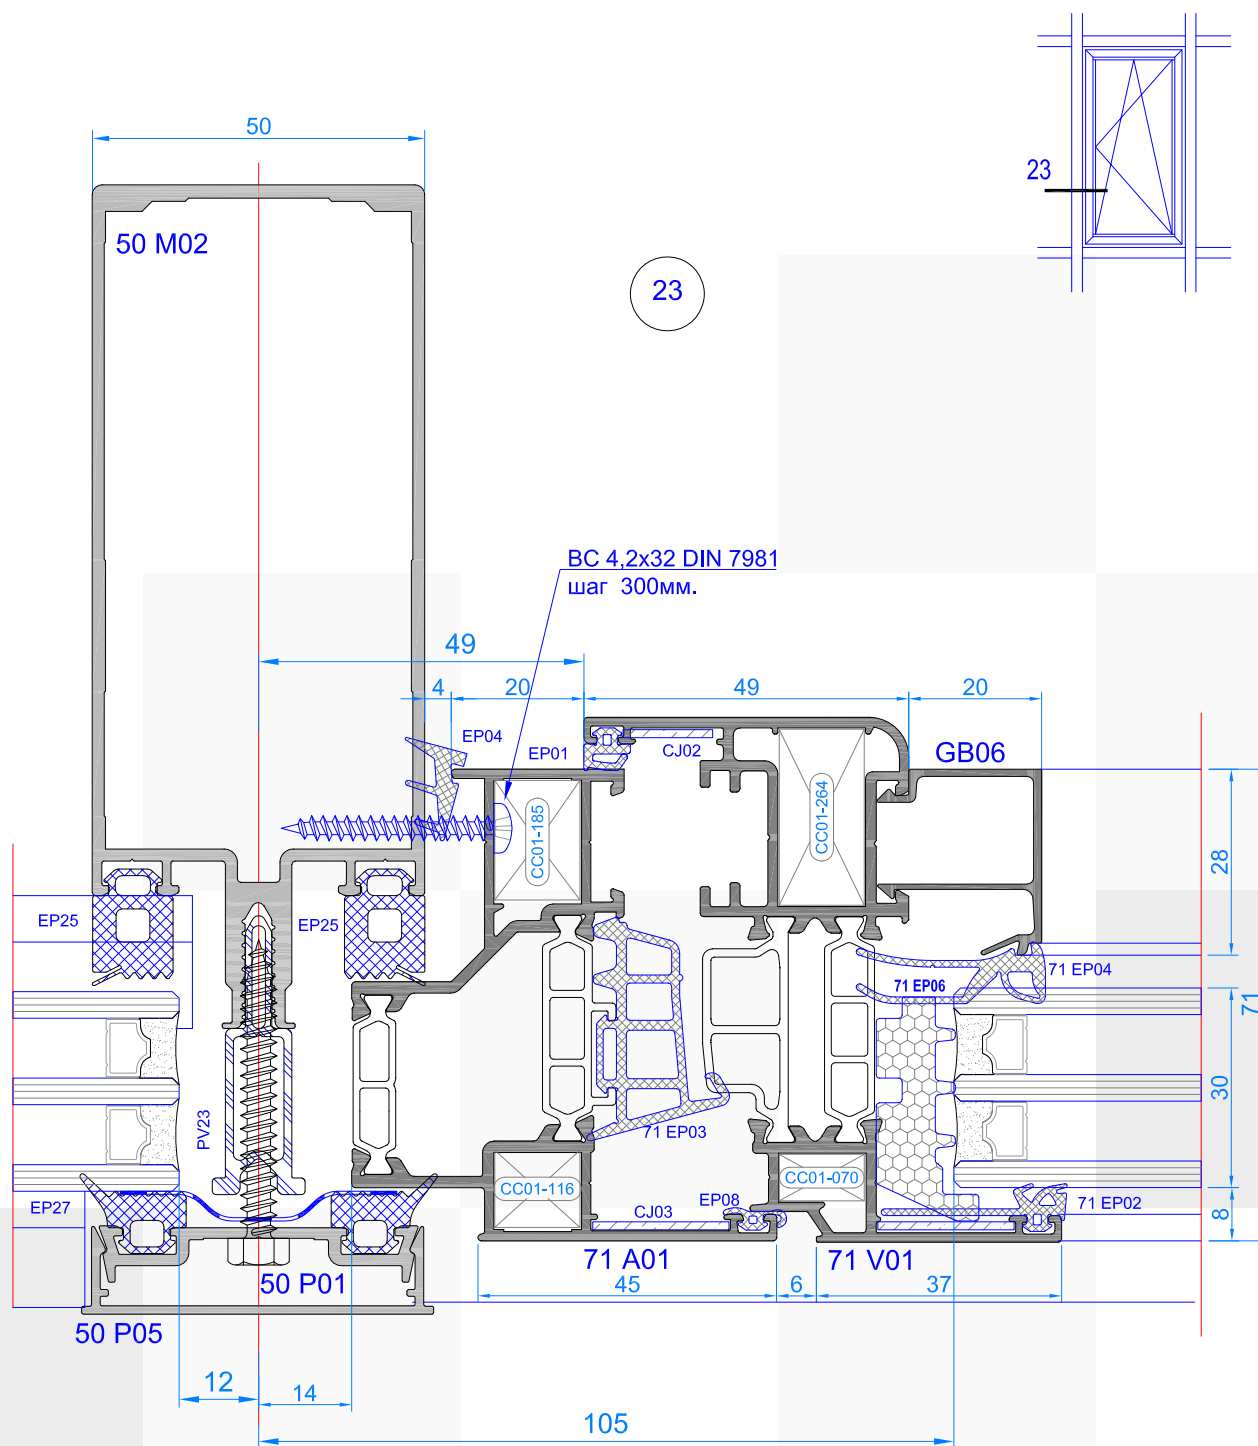 50
23
50 M02
23
BC 4,2x32 DIN 7981
шаг 300мм.
49
4
20
49
20
EP04
EP01
CJ02
GB06
CC01-185
CC01-264
28
EP25
EP25
71 EP04
71 EP06
71
30
PV23
71 EP03
CC01-116
CC01-070
EP27
EP08
CJ03
71 EP02
8
50 P01
71 A01
71 V01
45
6
37
50 P05
12
14
105